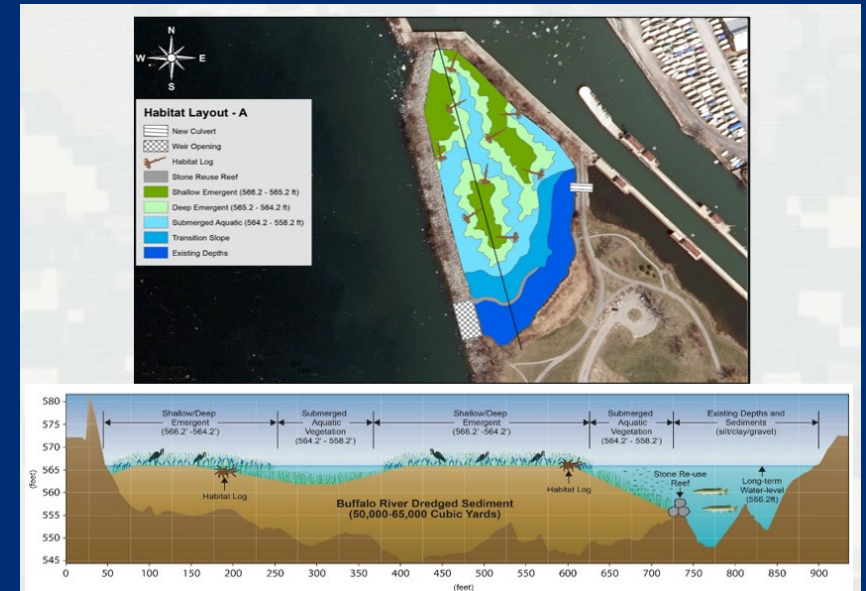 N
W E
S
Habitat Layout - A
New Culvert
Weir Opening
Habitat Log
Stone Reuse Reef
Shallow Emergent (566.2 - 565.2 ft)
Deep Emergent (565.2 - 564.2 ft)
Submerged Aquatic (564.2 - 558.2 ft)
Transition Slope
Existing Depths
580
575
570
565
560
555
550
545
(feet)
Shallow/Deep
Emergent
(566.2' -564.2')
Submerged
Aquatic
Vegetation
(564.2' - 558.2')
Shallow/Deep
Emergent
(566.2' -564.2')
Submerged
Aquatic
Vegetation
(564.2' - 558.2')
Existing Depths and
Sediments
(silt/clay/gravel)
Habitat Log
Habitat Log
Stone Re-use
Reef
Long-term
Water-level
(566.2ft)
Buffalo River Dredged Sediment
(50,000-65,000 Cubic Yards)
0 50 100 150 200 250 300 350 400 450 500 550 600 650 700 750 800 850 900
(feet)